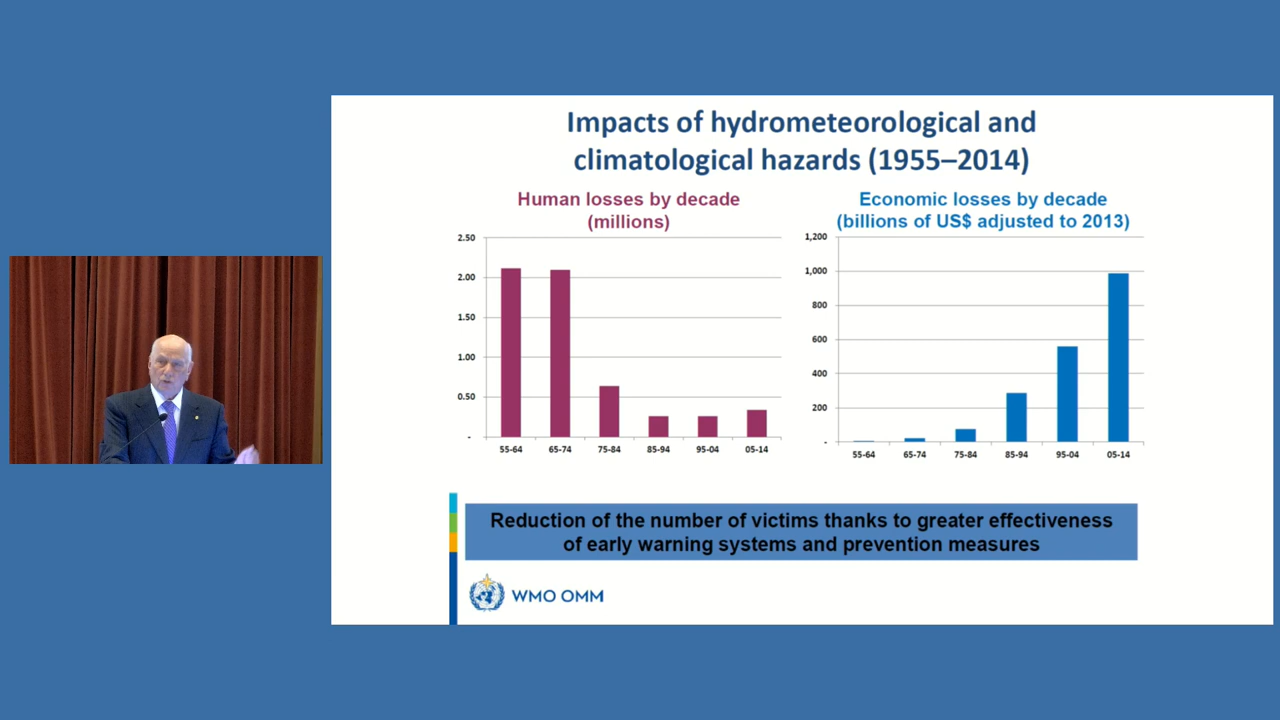 Impacts of hydrometeorological and
climatological hazards (1955–2014)
Human losses by decade
(millions)
2.50
2.00
1.50
1.00
0.50
-
55-64 65-74 75-84 85-94 95-04 05-14
Economic losses by decade
(billions of US$ adjusted to 2013)
1,200
1,000
800
600
400
200
-
55-64 65-74 75-84 85-94 95-04 05-14
Reduction of the number of victims thanks to greater effectiveness
of early warning systems and prevention measures
WMO OMM